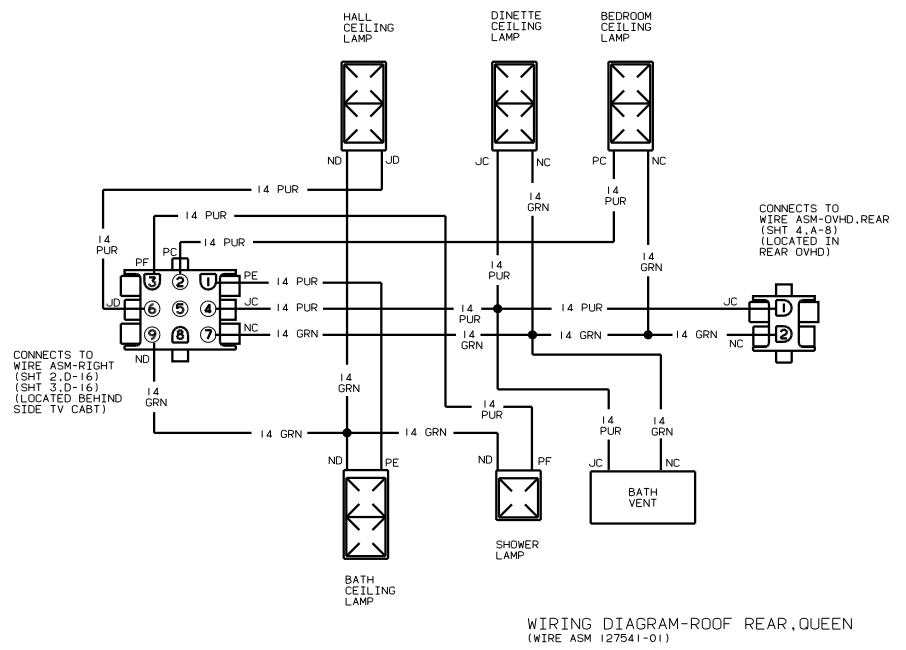 HALL
CEILING
LAMP
DINETTE
CEILING
LAMP
BEDROOM
CEILING
LAMP
ND
JD
JC
NC
PC
NC
14 PUR
14
GRN
14
PUR
CONNECTS TO
WIRE ASM-OVHD,REAR
(SHT 4,A-8)
(LOCATED IN
REAR OVHD)
14 PUR
14
PUR
14 PUR
PC
PF
14
PUR
14
GRN
PE
14 PUR
3
2
1
JD
JC
14 PUR
14
PUR
14 PUR
JC
6
5
4
1
NC
14 GRN
14
GRN
14 GRN
14 GRN
NC
9
8
7
2
ND
CONNECTS TO
WIRE ASM-RIGHT
(SHT 2,D-16)
(SHT 3,D-16)
(LOCATED BEHIND
SIDE TV CABT)
14
GRN
14
GRN
14
PUR
14
PUR
14
GRN
14 GRN
14 GRN
ND
PE
ND
PF
JC
NC
BATH
VENT
SHOWER
LAMP
BATH
CEILING
LAMP
WIRING DIAGRAM-ROOF REAR,QUEEN
(WIRE ASM 127541-01)